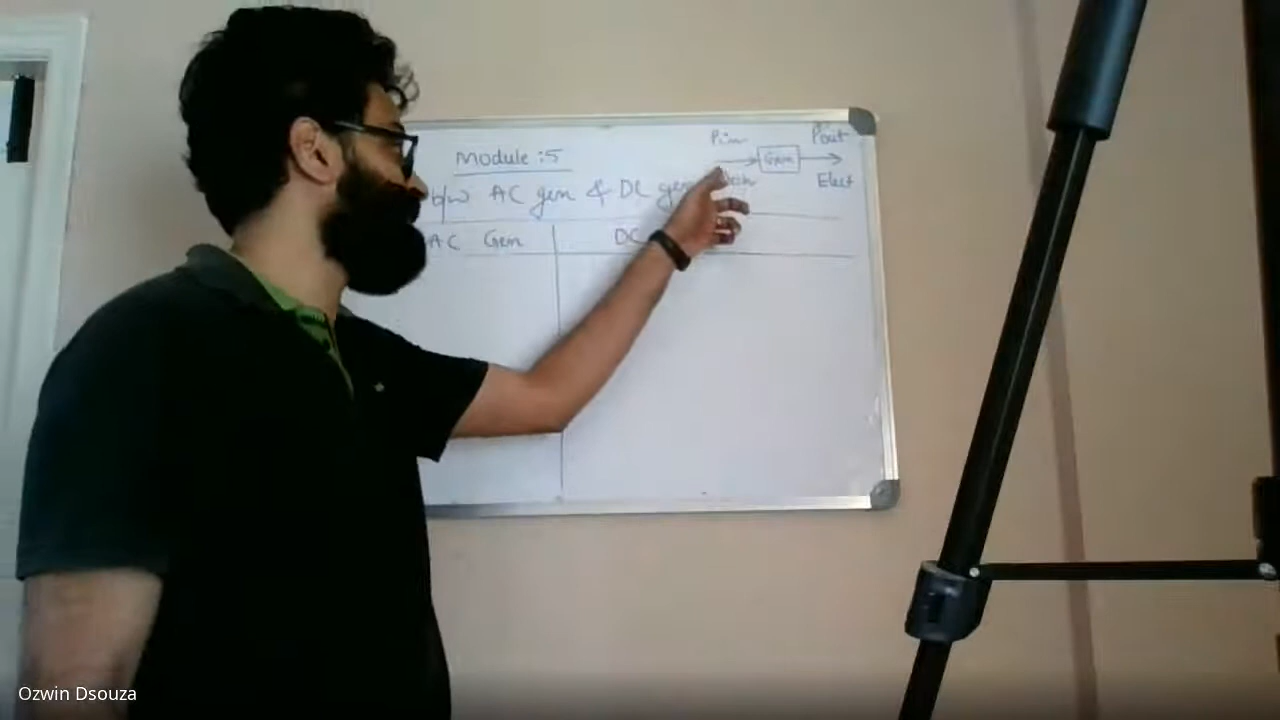 Module :5
Pin Gen Pout
Elect
b/w AC gen & DC gen
AC Gen DC
Ozwin Dsouza